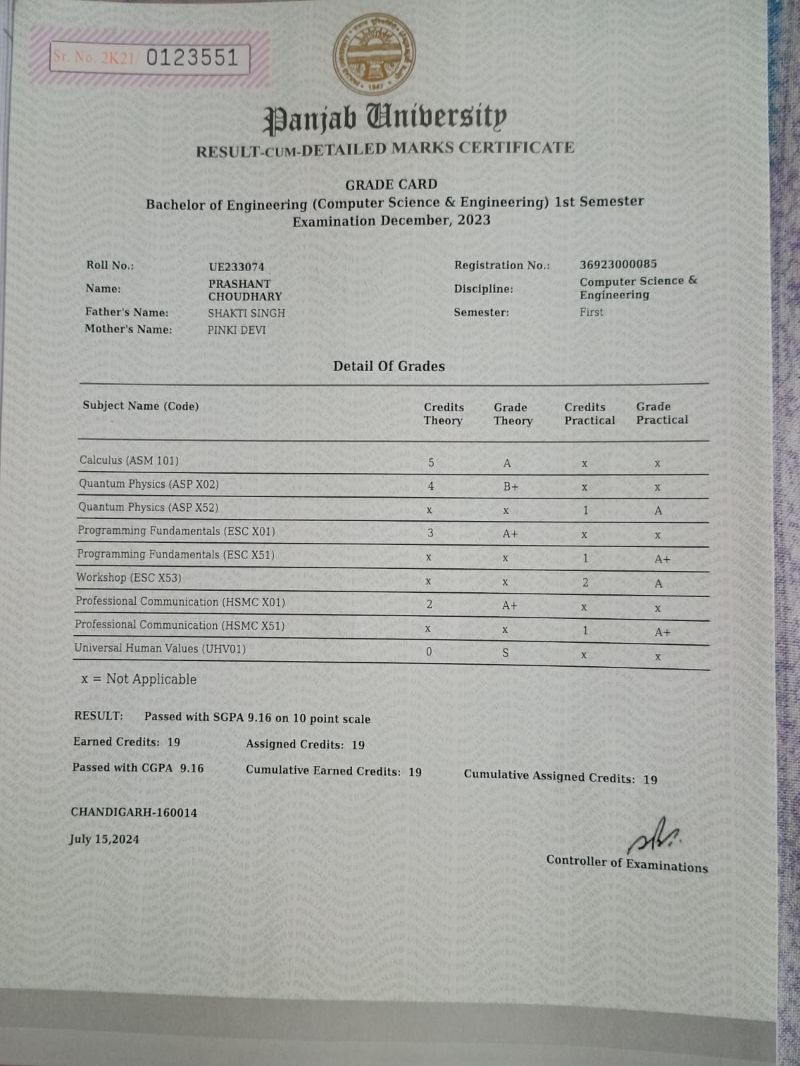 Sr. No. 2K21/ 0123551
1947
Panjab University
RESULT-CUM-DETAILED MARKS CERTIFICATE
GRADE CARD
Bachelor of Engineering (Computer Science & Engineering) 1st Semester
Examination December, 2023
Roll No.: UE233074 Registration No.: 36923000085
Name: PRASHANT CHOUDHARY Discipline: Computer Science & Engineering
Father's Name: SHAKTI SINGH Semester: First
Mother's Name: PINKI DEVI
Detail Of Grades
Subject Name (Code) Credits Theory Grade Theory Credits Practical Grade Practical
Calculus (ASM 101) 5 A x x
Quantum Physics (ASP X02) 4 B+ x x
Quantum Physics (ASP X52) x x 1 A
Programming Fundamentals (ESC X01) 3 A+ x x
Programming Fundamentals (ESC X51) x x 1 A+
Workshop (ESC X53) x x 2 A
Professional Communication (HSMC X01) 2 A+ x x
Professional Communication (HSMC X51) x x 1 A+
Universal Human Values (UHV01) 0 S x x
x = Not Applicable
RESULT: Passed with SGPA 9.16 on 10 point scale
Earned Credits: 19 Assigned Credits: 19
Passed with CGPA 9.16 Cumulative Earned Credits: 19 Cumulative Assigned Credits: 19
CHANDIGARH-160014
July 15,2024
Controller of Examinations